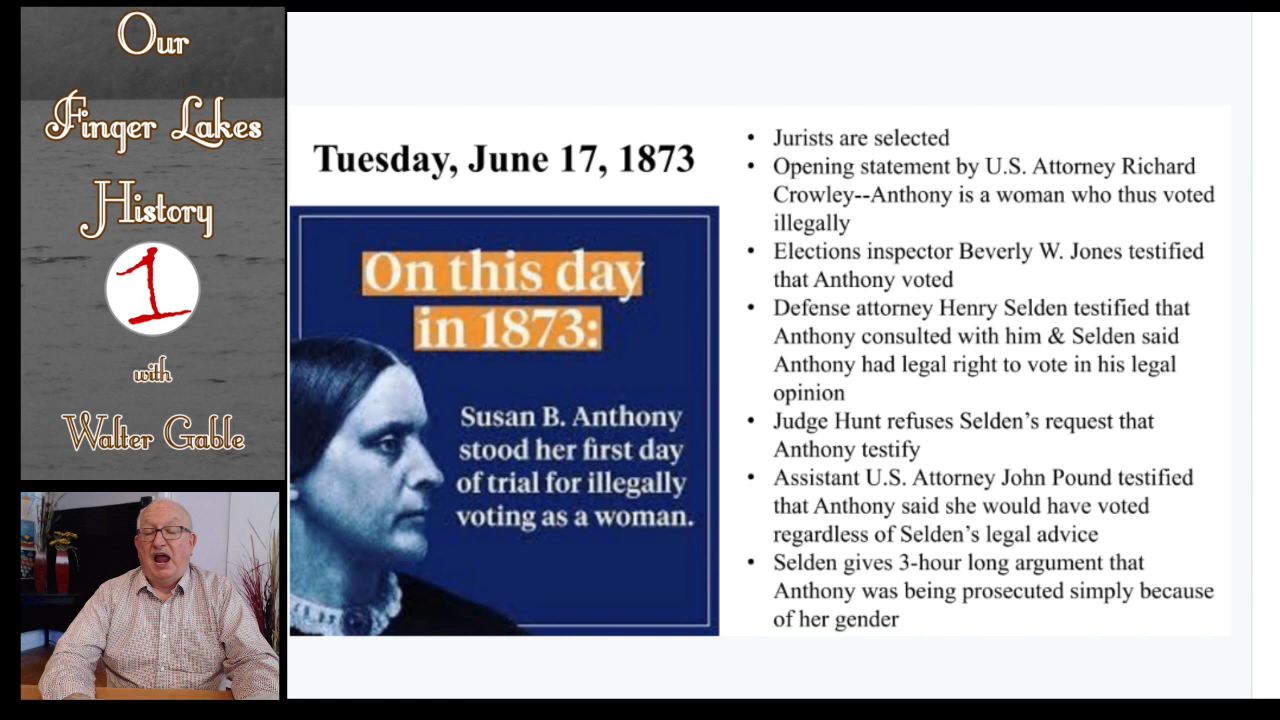 Our
Finger Lakes
History
1
with
Walter Gable
Tuesday, June 17, 1873
On this day
in 1873:
Susan B. Anthony
stood her first day
of trial for illegally
voting as a woman.
• Jurists are selected
• Opening statement by U.S. Attorney Richard
Crowley--Anthony is a woman who thus voted
illegally
• Elections inspector Beverly W. Jones testified
that Anthony voted
• Defense attorney Henry Selden testified that
Anthony consulted with him & Selden said
Anthony had legal right to vote in his legal
opinion
• Judge Hunt refuses Selden’s request that
Anthony testify
• Assistant U.S. Attorney John Pound testified
that Anthony said she would have voted
regardless of Selden’s legal advice
• Selden gives 3-hour long argument that
Anthony was being prosecuted simply because
of her gender